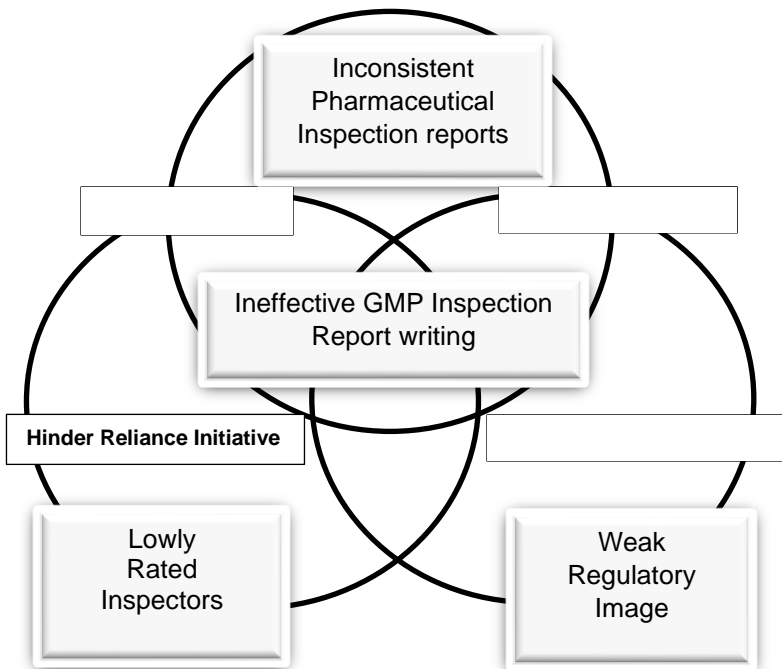 Inconsistent
Pharmaceutical
Inspection reports
Ineffective GMP Inspection
Report writing
Hinder Reliance Initiative
Lowly
Rated
Inspectors
Weak
Regulatory
Image